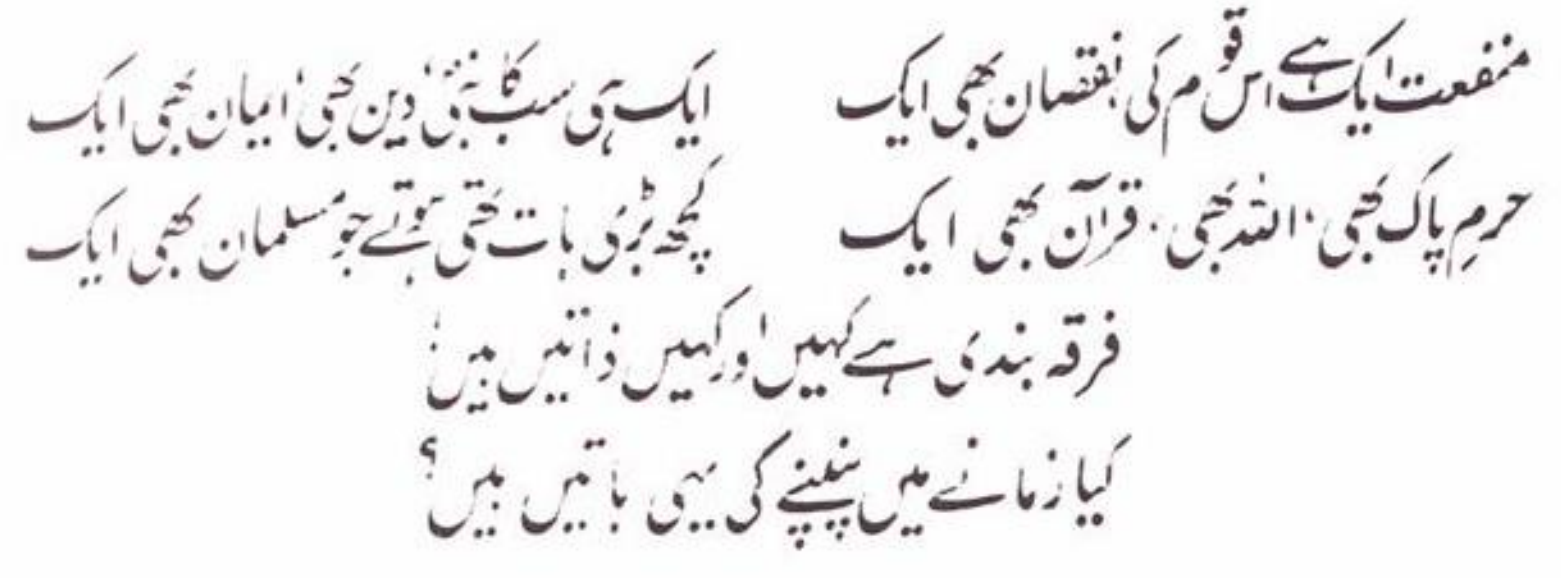 منفعت ایک ہے اس قوم کی، نقصان بھی ایک
ایک ہی سب کا نبیؐ، دین بھی، ایمان بھی ایک
حرمِ پاک بھی، اللہ بھی، قرآن بھی ایک
کچھ بڑی بات تھی ہوتے جو مسلمان بھی ایک
فرقہ بندی ہے کہیں اور کہیں ذاتیں ہیں!
کیا زمانے میں پنپنے کی یہی باتیں ہیں؟